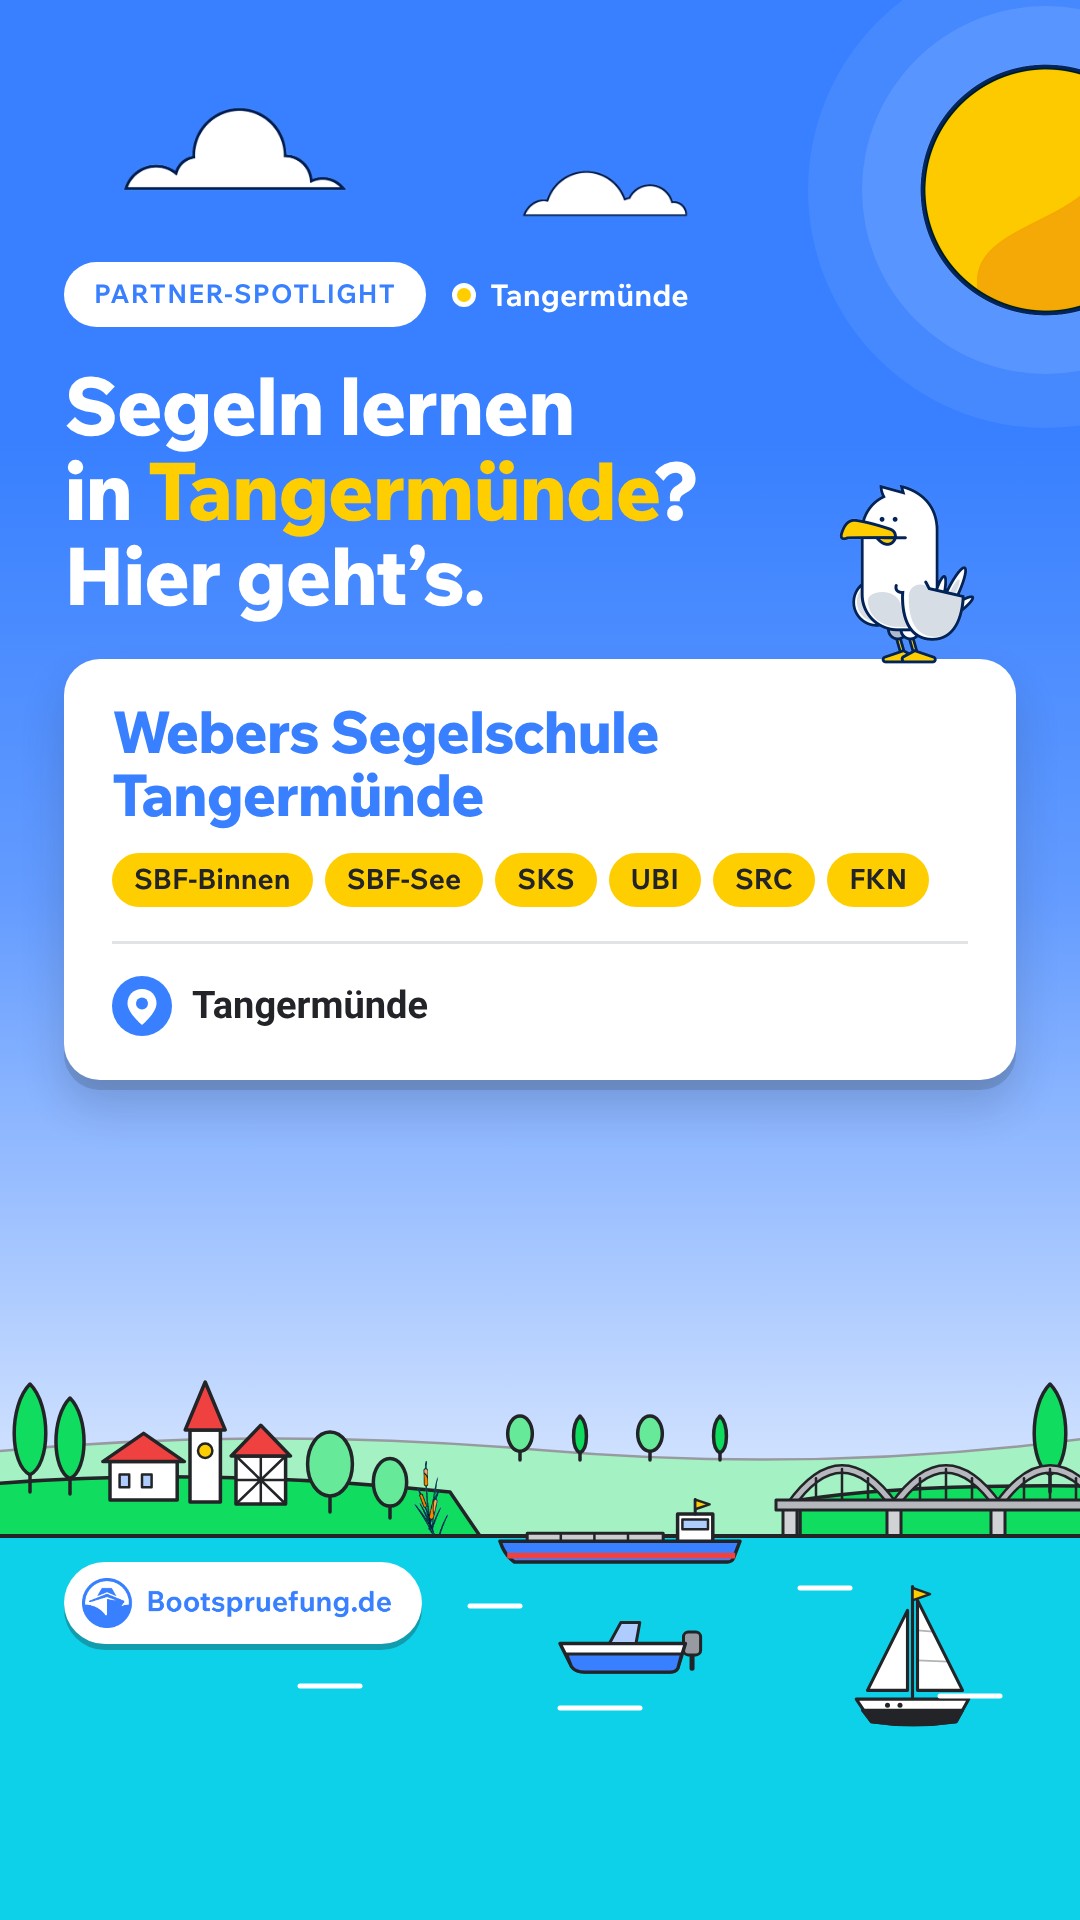 PARTNER-SPOTLIGHT
Tangermünde
Segeln lernen
in Tangermünde?
Hier geht’s.
Webers Segelschule
Tangermünde
SBF-Binnen SBF-See SKS UBI SRC FKN
Tangermünde
Bootspruefung.de